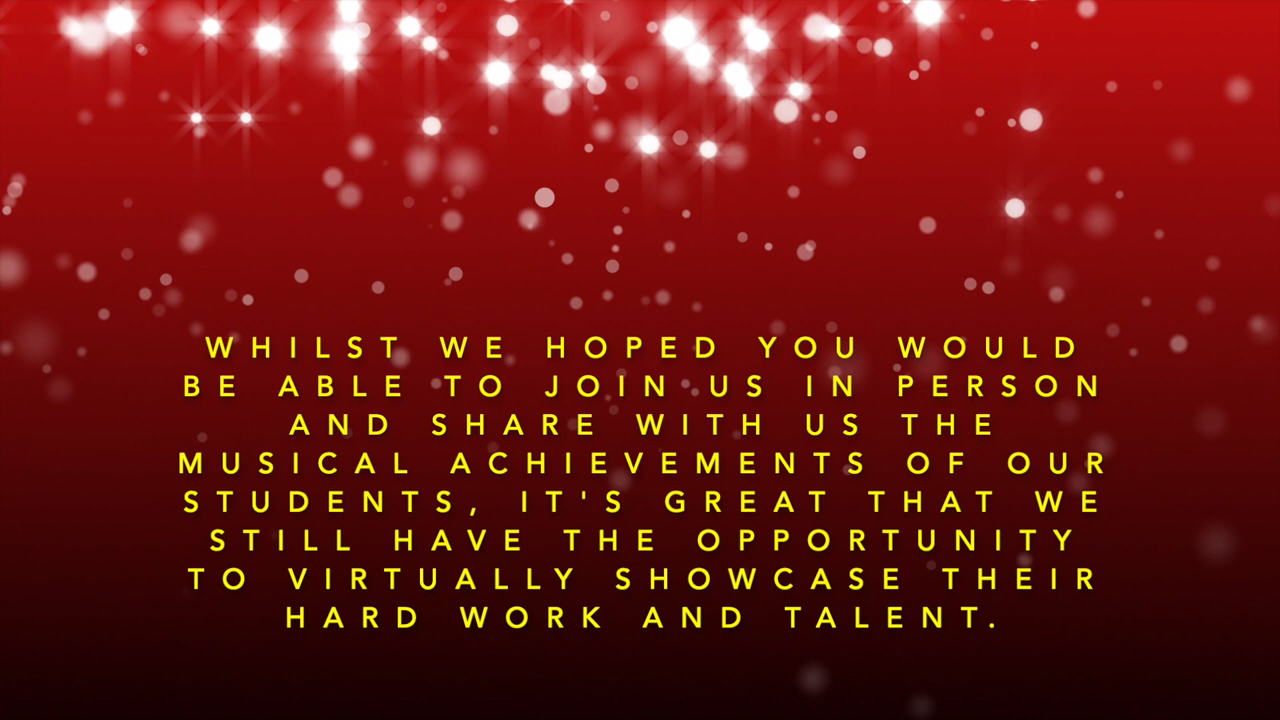 WHILST WE HOPED YOU WOULD
BE ABLE TO JOIN US IN PERSON
AND SHARE WITH US THE
MUSICAL ACHIEVEMENTS OF OUR
STUDENTS, IT'S GREAT THAT WE
STILL HAVE THE OPPORTUNITY
TO VIRTUALLY SHOWCASE THEIR
HARD WORK AND TALENT.